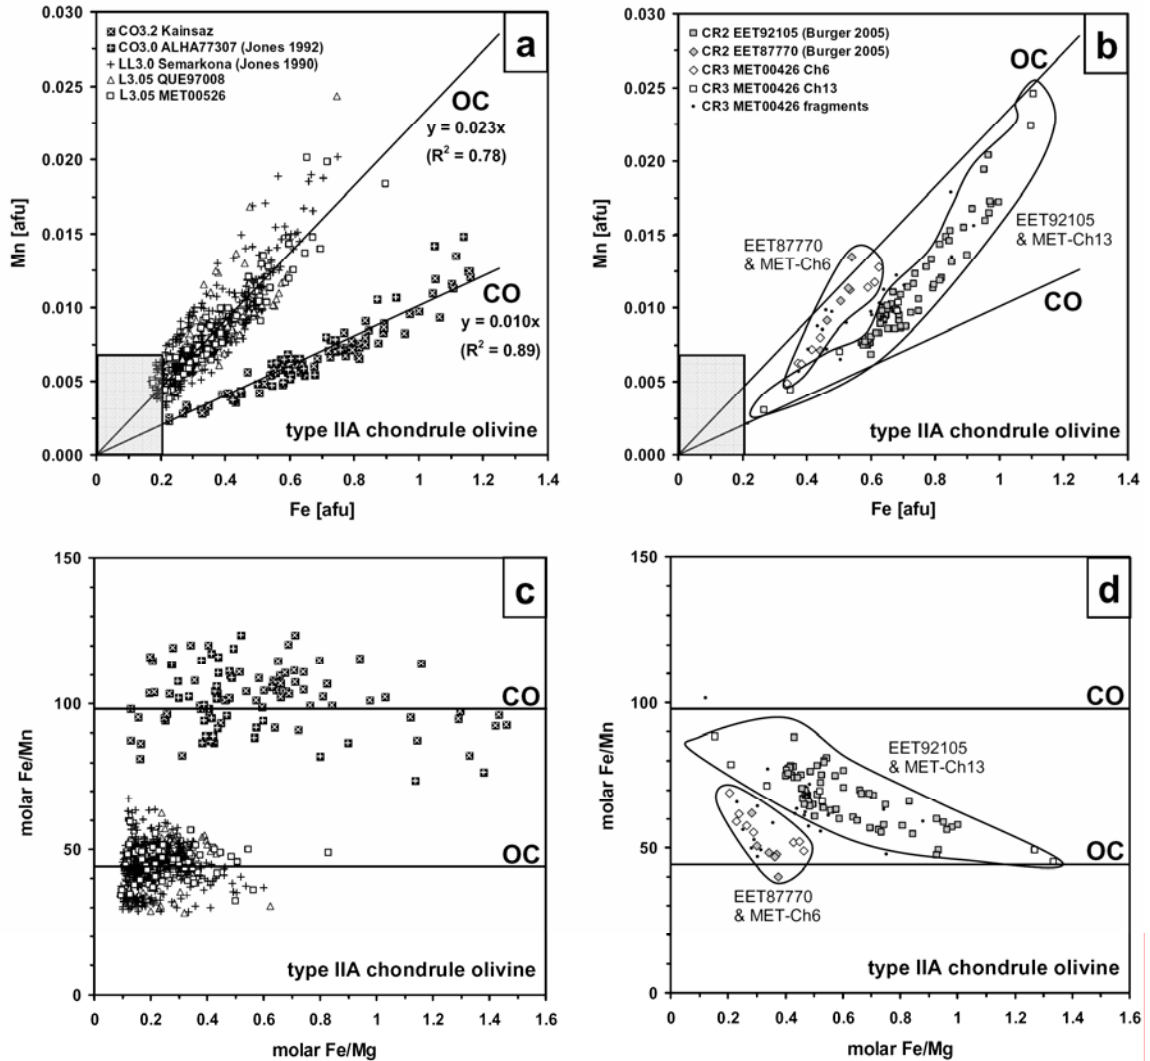 0.030
0.025
0.020
0.015
0.010
0.005
0.000
Mn [afu]
CO3.2 Kainsaz
CO3.0 ALHA77307 (Jones 1992)
LL3.0 Semarkona (Jones 1990)
L3.05 QUE97008
L3.05 MET00526
a
OC
y = 0.023x
(R² = 0.78)
CO
y = 0.010x
(R² = 0.89)
type IIA chondrule olivine
0 0.2 0.4 0.6 0.8 1 1.2 1.4
Fe [afu]
0.030
0.025
0.020
0.015
0.010
0.005
0.000
Mn [afu]
CR2 EET92105 (Burger 2005)
CR2 EET87770 (Burger 2005)
CR3 MET00426 Ch6
CR3 MET00426 Ch13
CR3 MET00426 fragments
b
OC
EET87770
& MET-Ch6
EET92105
& MET-Ch13
CO
type IIA chondrule olivine
0 0.2 0.4 0.6 0.8 1 1.2 1.4
Fe [afu]
150
100
50
0
molar Fe/Mn
c
CO
OC
type IIA chondrule olivine
0 0.2 0.4 0.6 0.8 1 1.2 1.4 1.6
molar Fe/Mg
150
100
50
0
molar Fe/Mn
d
CO
EET92105
& MET-Ch13
OC
EET87770
& MET-Ch6
type IIA chondrule olivine
0 0.2 0.4 0.6 0.8 1 1.2 1.4 1.6
molar Fe/Mg